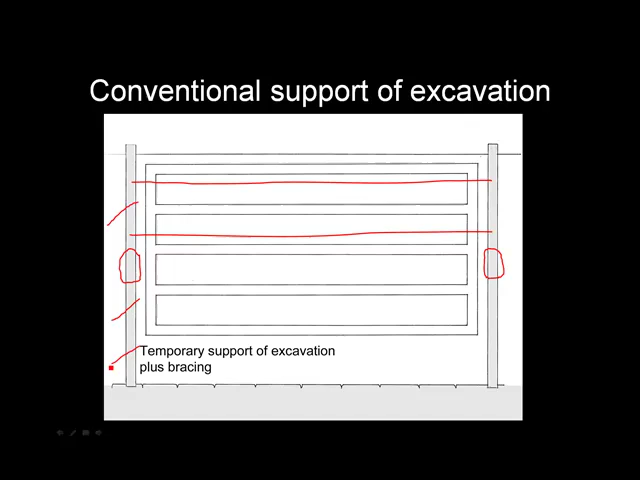 Conventional support of excavation
Temporary support of excavation
plus bracing